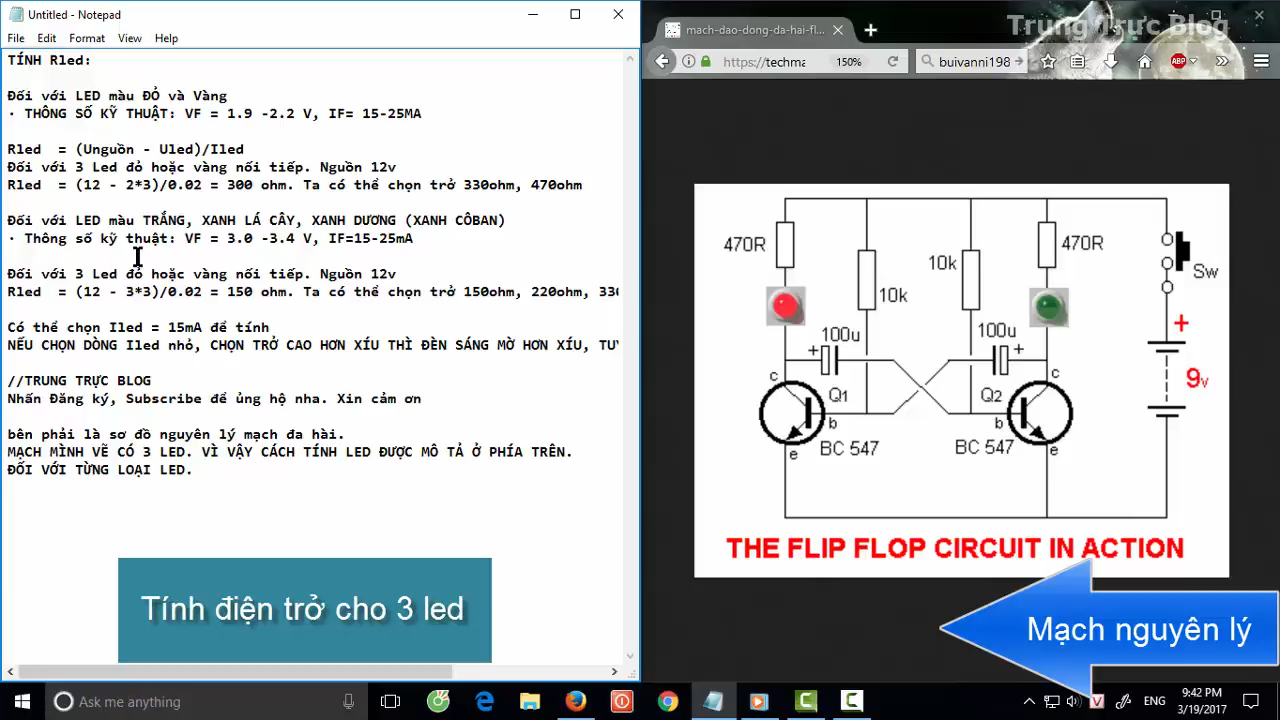 Untitled - Notepad
File Edit Format View Help
TÍNH Rled:
Đối với LED màu ĐỎ và Vàng
· THÔNG SỐ KỸ THUẬT: VF = 1.9 -2.2 V, IF= 15-25MA
Rled = (Unguồn - Uled)/Iled
Đối với 3 Led đỏ hoặc vàng nối tiếp. Nguồn 12v
Rled = (12 - 2*3)/0.02 = 300 ohm. Ta có thể chọn trở 330ohm, 470ohm
Đối với LED màu TRẮNG, XANH LÁ CÂY, XANH DƯƠNG (XANH CÔBAN)
· Thông số kỹ thuật: VF = 3.0 -3.4 V, IF=15-25mA
Đối với 3 Led đỏ hoặc vàng nối tiếp. Nguồn 12v
Rled = (12 - 3*3)/0.02 = 150 ohm. Ta có thể chọn trở 150ohm, 220ohm, 33
Có thể chọn Iled = 15mA để tính
NẾU CHỌN DÒNG Iled nhỏ, CHỌN TRỞ CAO HƠN XÍU THÌ ĐÈN SÁNG MỜ HƠN XÍU,
//TRUNG TRỰC BLOG
Nhấn Đăng ký, Subscribe để ủng hộ nha. Xin cảm ơn
bên phải là sơ đồ nguyên lý mạch đa hài.
MẠCH MÌNH VẼ CÓ 3 LED. VÌ VẬY CÁCH TÍNH LED ĐƯỢC MÔ TẢ Ở PHÍA TRÊN.
ĐỐI VỚI TỪNG LOẠI LED.
Tính điện trở cho 3 led
Trung Trực Blog
mach-dao-dong-da-hai-fl...
https://techma 150% buivanni198
ABP
470R
10k
10k
470R
Sw
100u
100u
+
+
+
9v
c
Q1
b
e
BC 547
c
Q2
b
e
BC 547
THE FLIP FLOP CIRCUIT IN ACTION
Mạch nguyên lý
Ask me anything
V
ENG
9:42 PM
3/19/2017